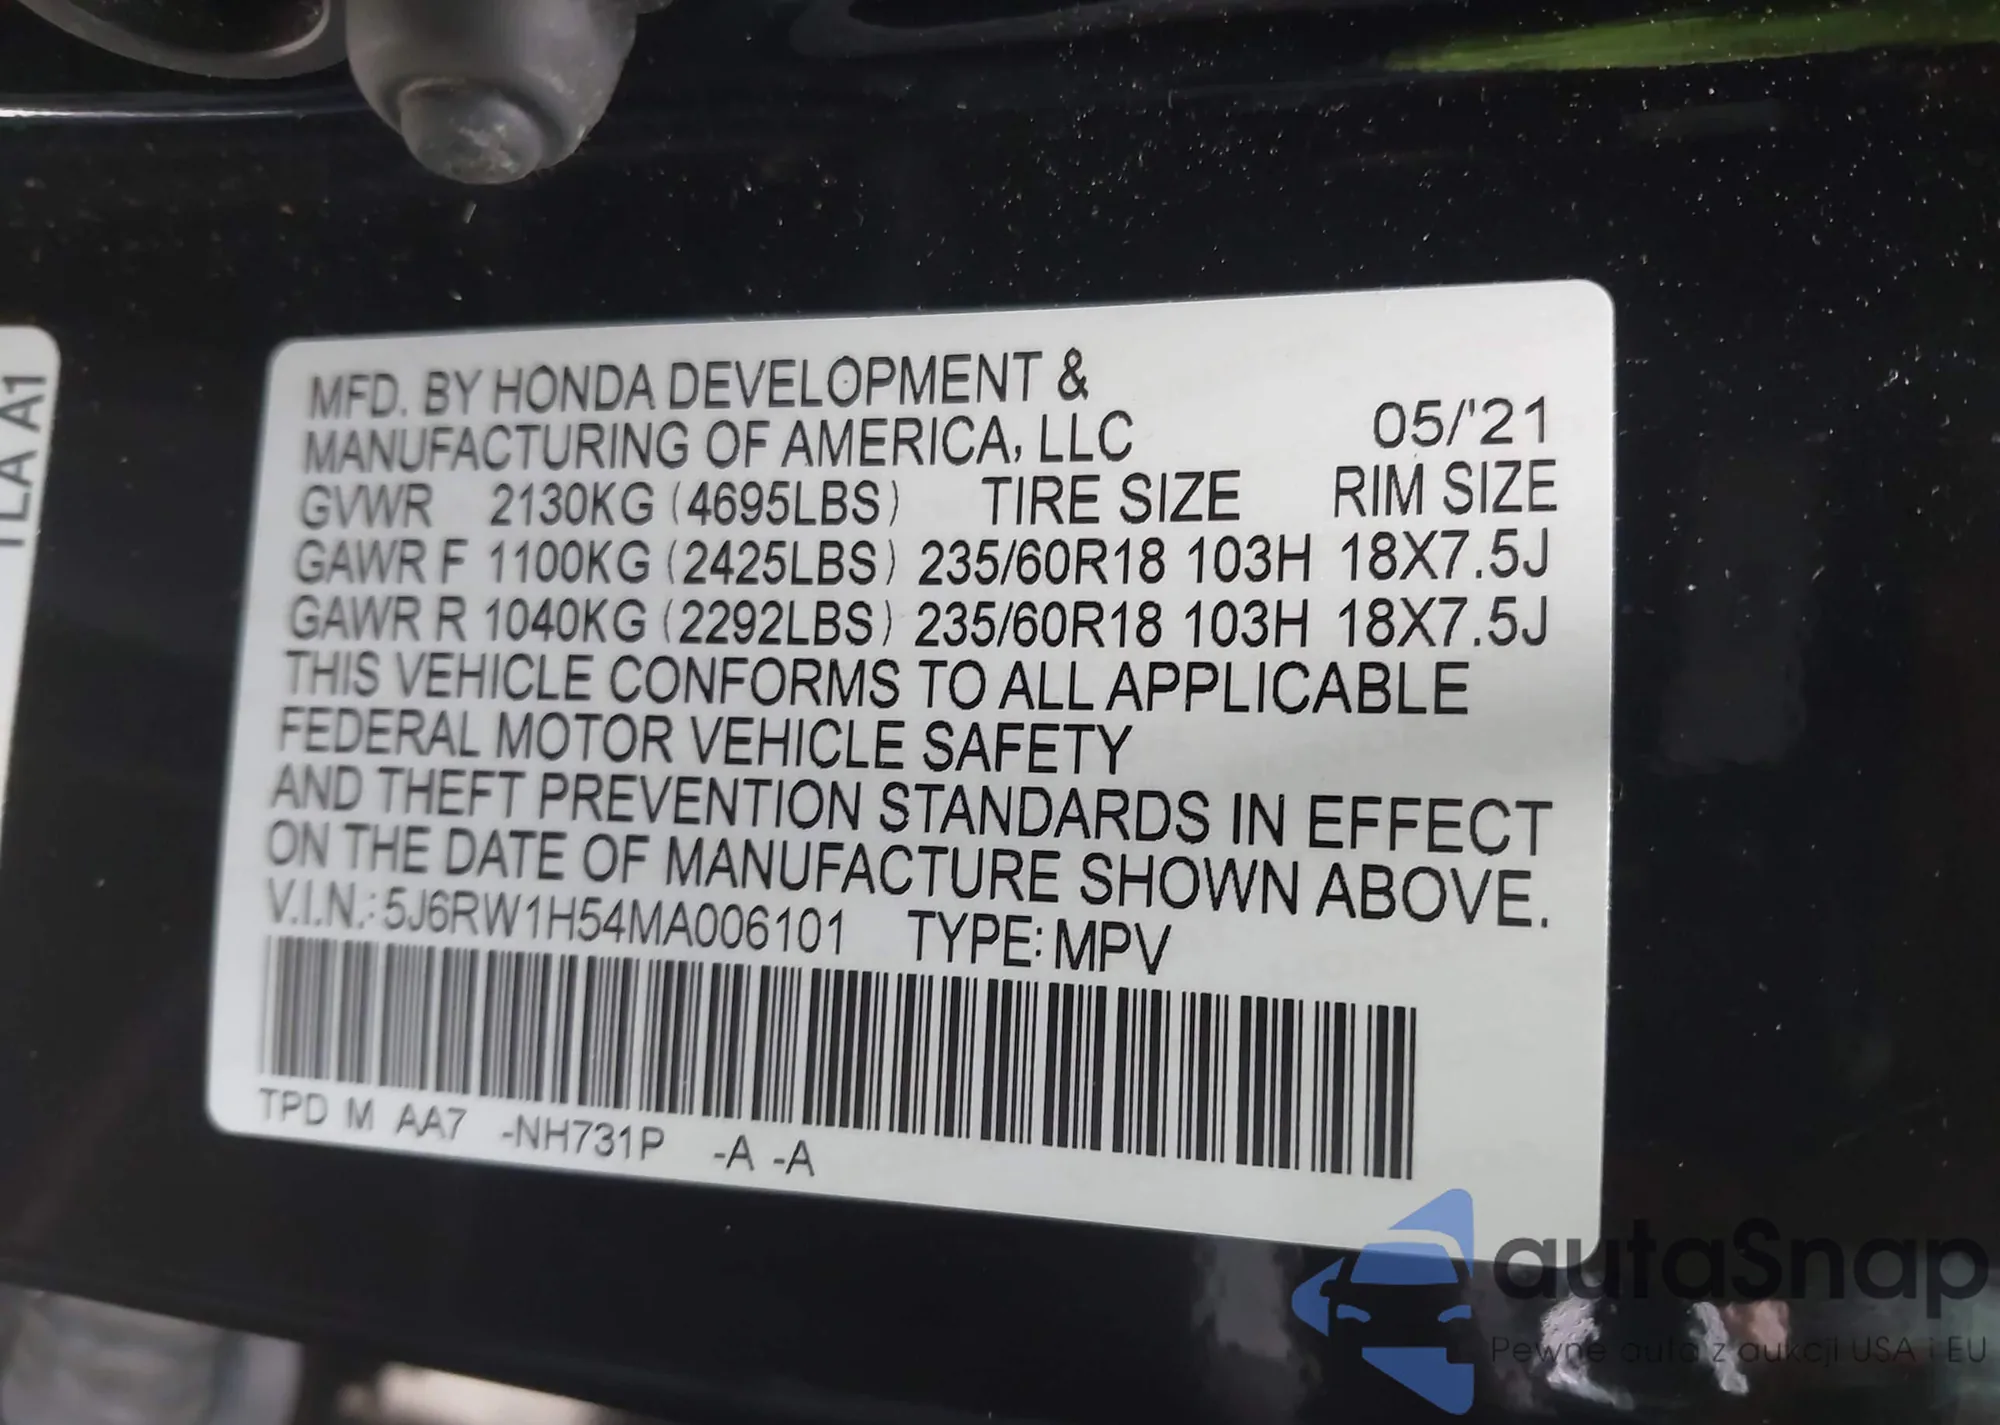 TLA A1
MFD. BY HONDA DEVELOPMENT &
MANUFACTURING OF AMERICA, LLC 05/'21
GVWR 2130KG (4695LBS) TIRE SIZE RIM SIZE
GAWR F 1100KG (2425LBS) 235/60R18 103H 18X7.5J
GAWR R 1040KG (2292LBS) 235/60R18 103H 18X7.5J
THIS VEHICLE CONFORMS TO ALL APPLICABLE
FEDERAL MOTOR VEHICLE SAFETY
AND THEFT PREVENTION STANDARDS IN EFFECT
ON THE DATE OF MANUFACTURE SHOWN ABOVE.
V.I.N.: 5J6RW1H54MA006101 TYPE: MPV
TPD M AA7 -NH731P -A -A
autaSnap
Pewne auta z aukcji USA i EU